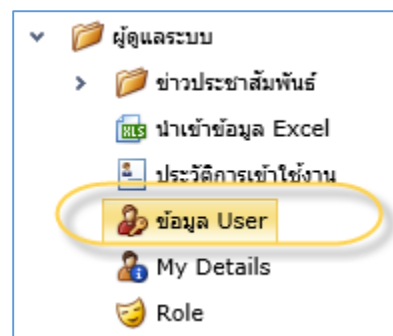 ผู้ดูแลระบบ
ข่าวประชาสัมพันธ์
XLS นำเข้าข้อมูล Excel
ประวัติการเข้าใช้งาน
ข้อมูล User
My Details
Role